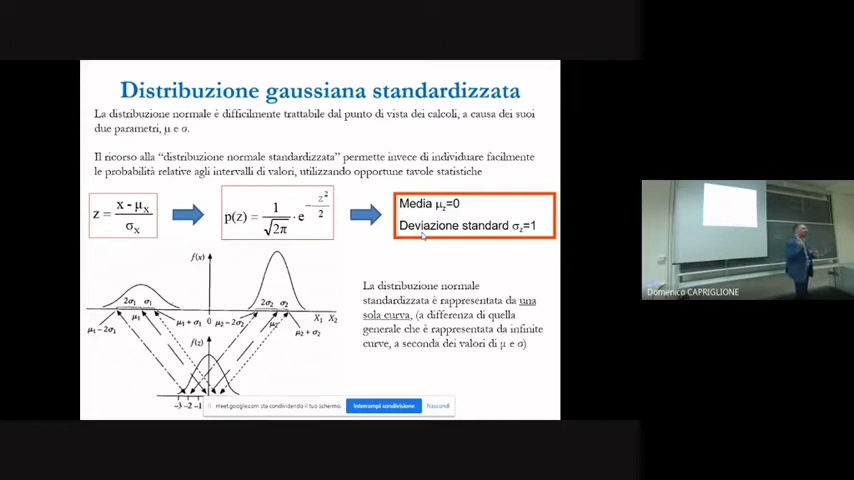 Distribuzione gaussiana standardizzata
La distribuzione normale è difficilmente trattabile dal punto di vista dei calcoli, a causa dei suoi
due parametri, μ e σ.
Il ricorso alla "distribuzione normale standardizzata" permette invece di individuare facilmente
le probabilità relative agli intervalli di valori, utilizzando opportune tavole statistiche
z = (x - μx) / σx
p(z) = 1/√2π · e^(-z²/2)
Media μz=0
Deviazione standard σz=1
f(x)
2σ1 σ1
2σ2 σ2
μ1-2σ1
μ1
μ1+σ1
0
μ2-2σ2
μ2
μ2+σ2
X1 X2
f(z)
-3 -2 -1
La distribuzione normale
standardizzata è rappresentata da una
sola curva, (a differenza di quella
generale che è rappresentata da infinite
curve, a seconda dei valori di μ e σ)
meet.google.com sta condividendo il tuo schermo.
Interrompi condivisione
Nascondi
Domenico CAPRIGLIONE